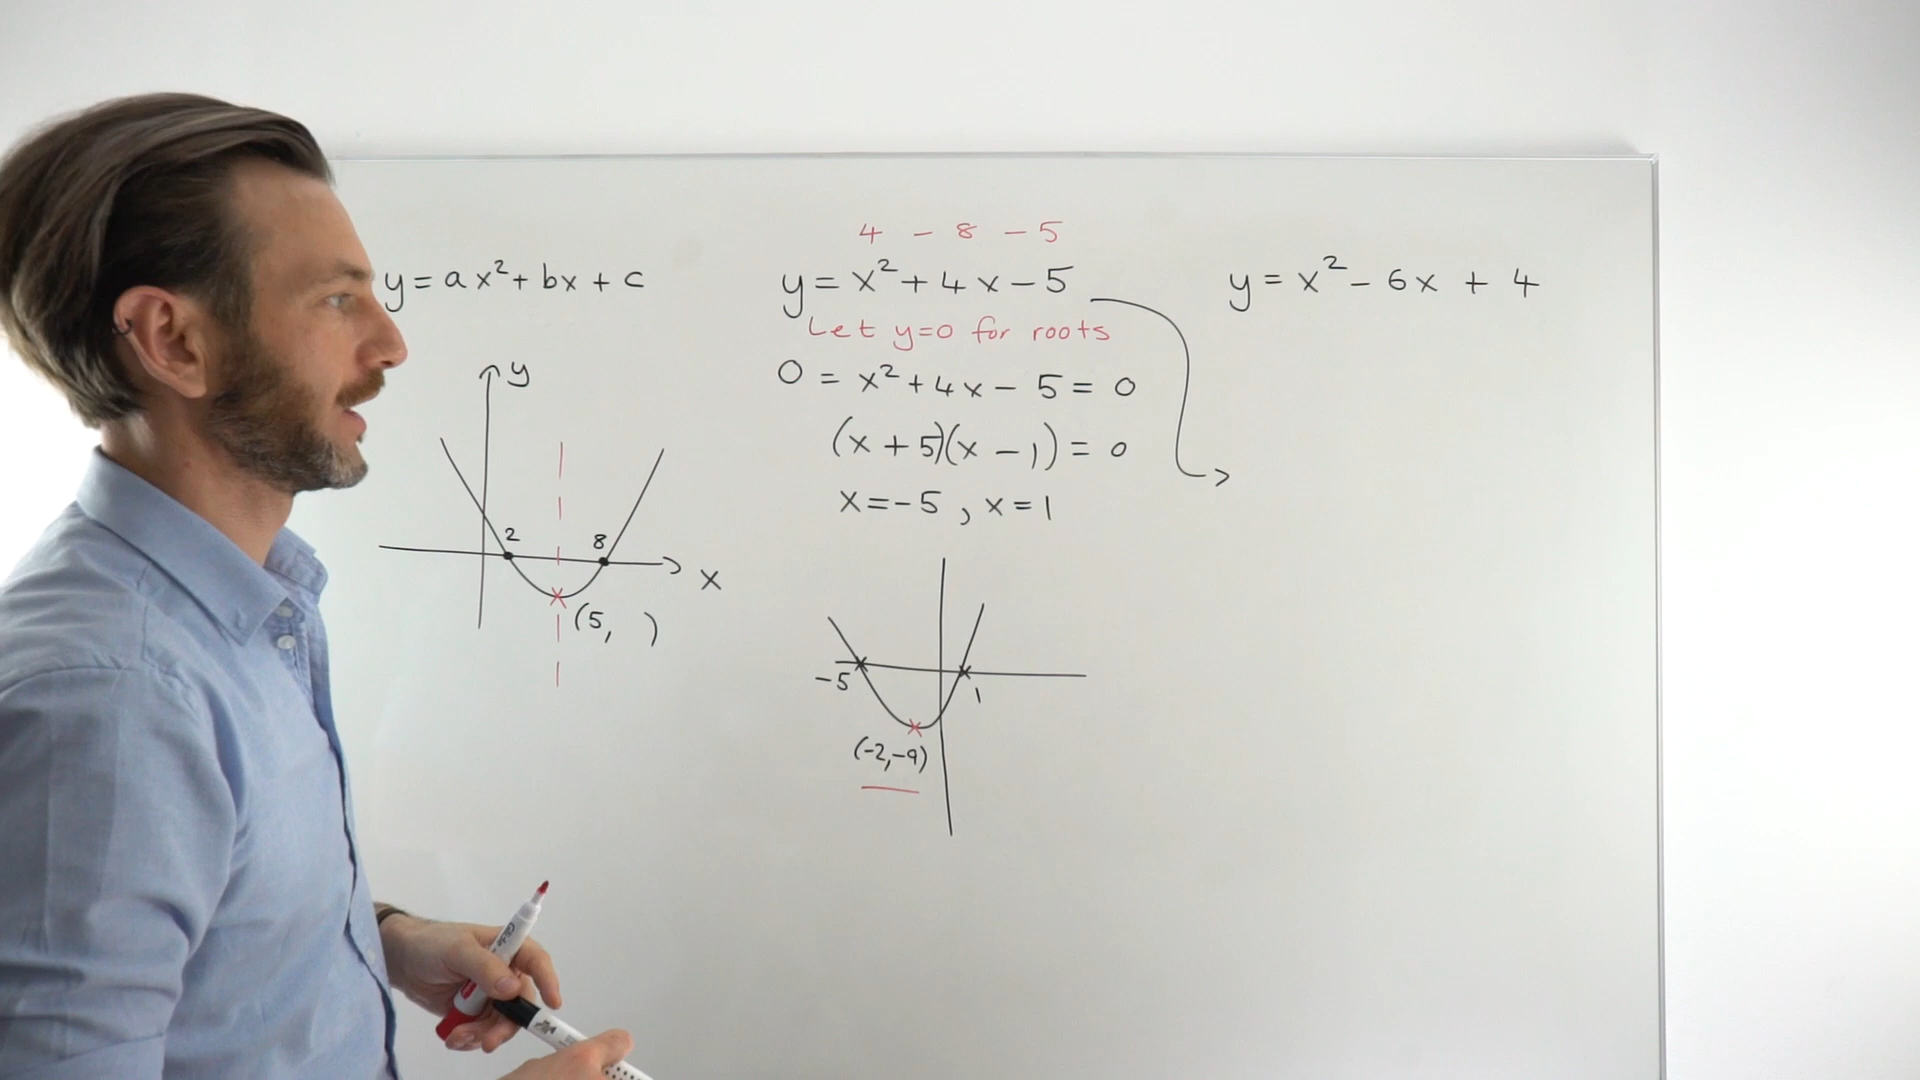 y = ax² + bx + c
y
2
8
x
(5, )
4 - 8 - 5
y = x² + 4x - 5
Let y=0 for roots
0 = x² + 4x - 5 = 0
(x + 5)(x - 1) = 0
x = -5 , x = 1
-5
1
(-2,-9)
y = x² - 6x + 4